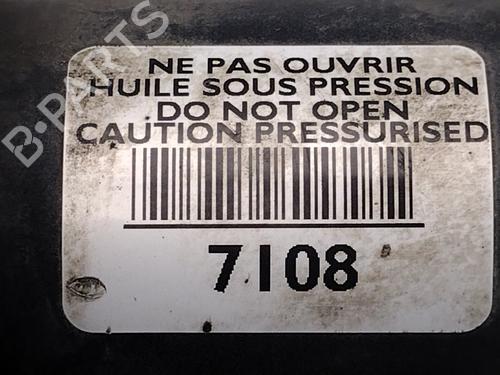 NE PAS OUVRIR
HUILE SOUS PRESSION
DO NOT OPEN
CAUTION PRESSURISED
7108
B-PARTS